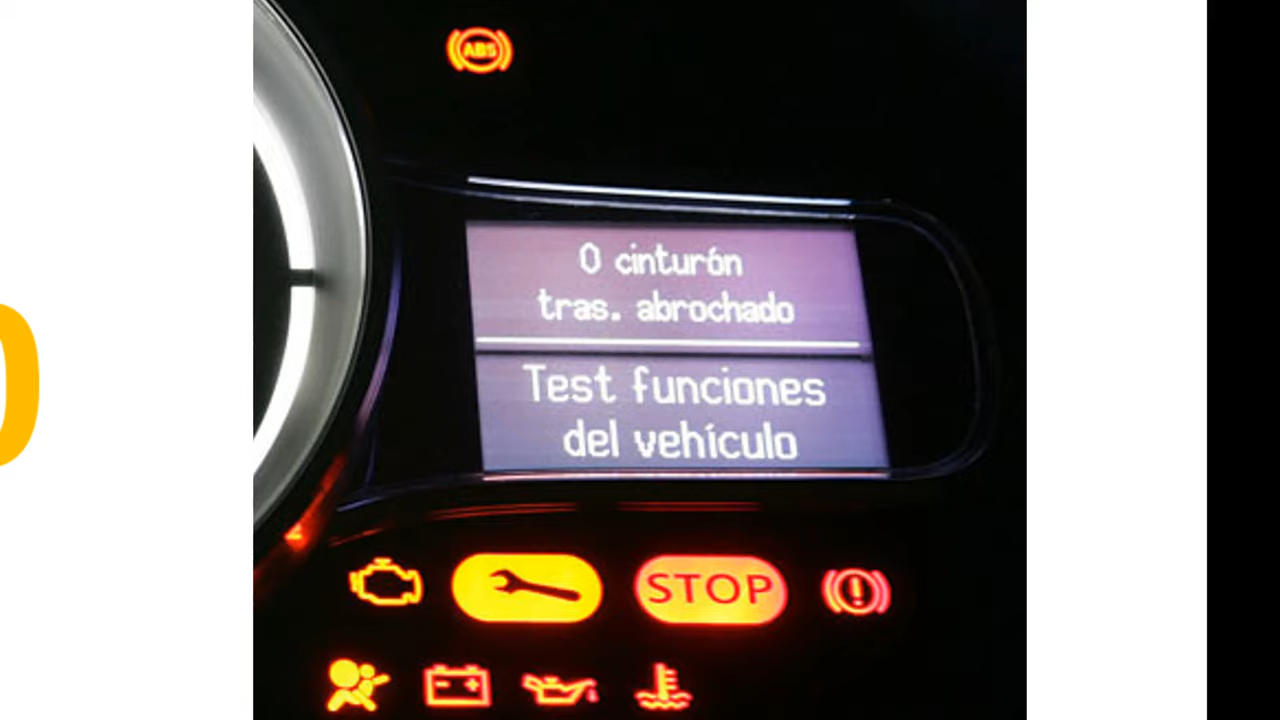 ABS
0 cinturón
tras. abrochado
Test funciones
del vehículo
STOP